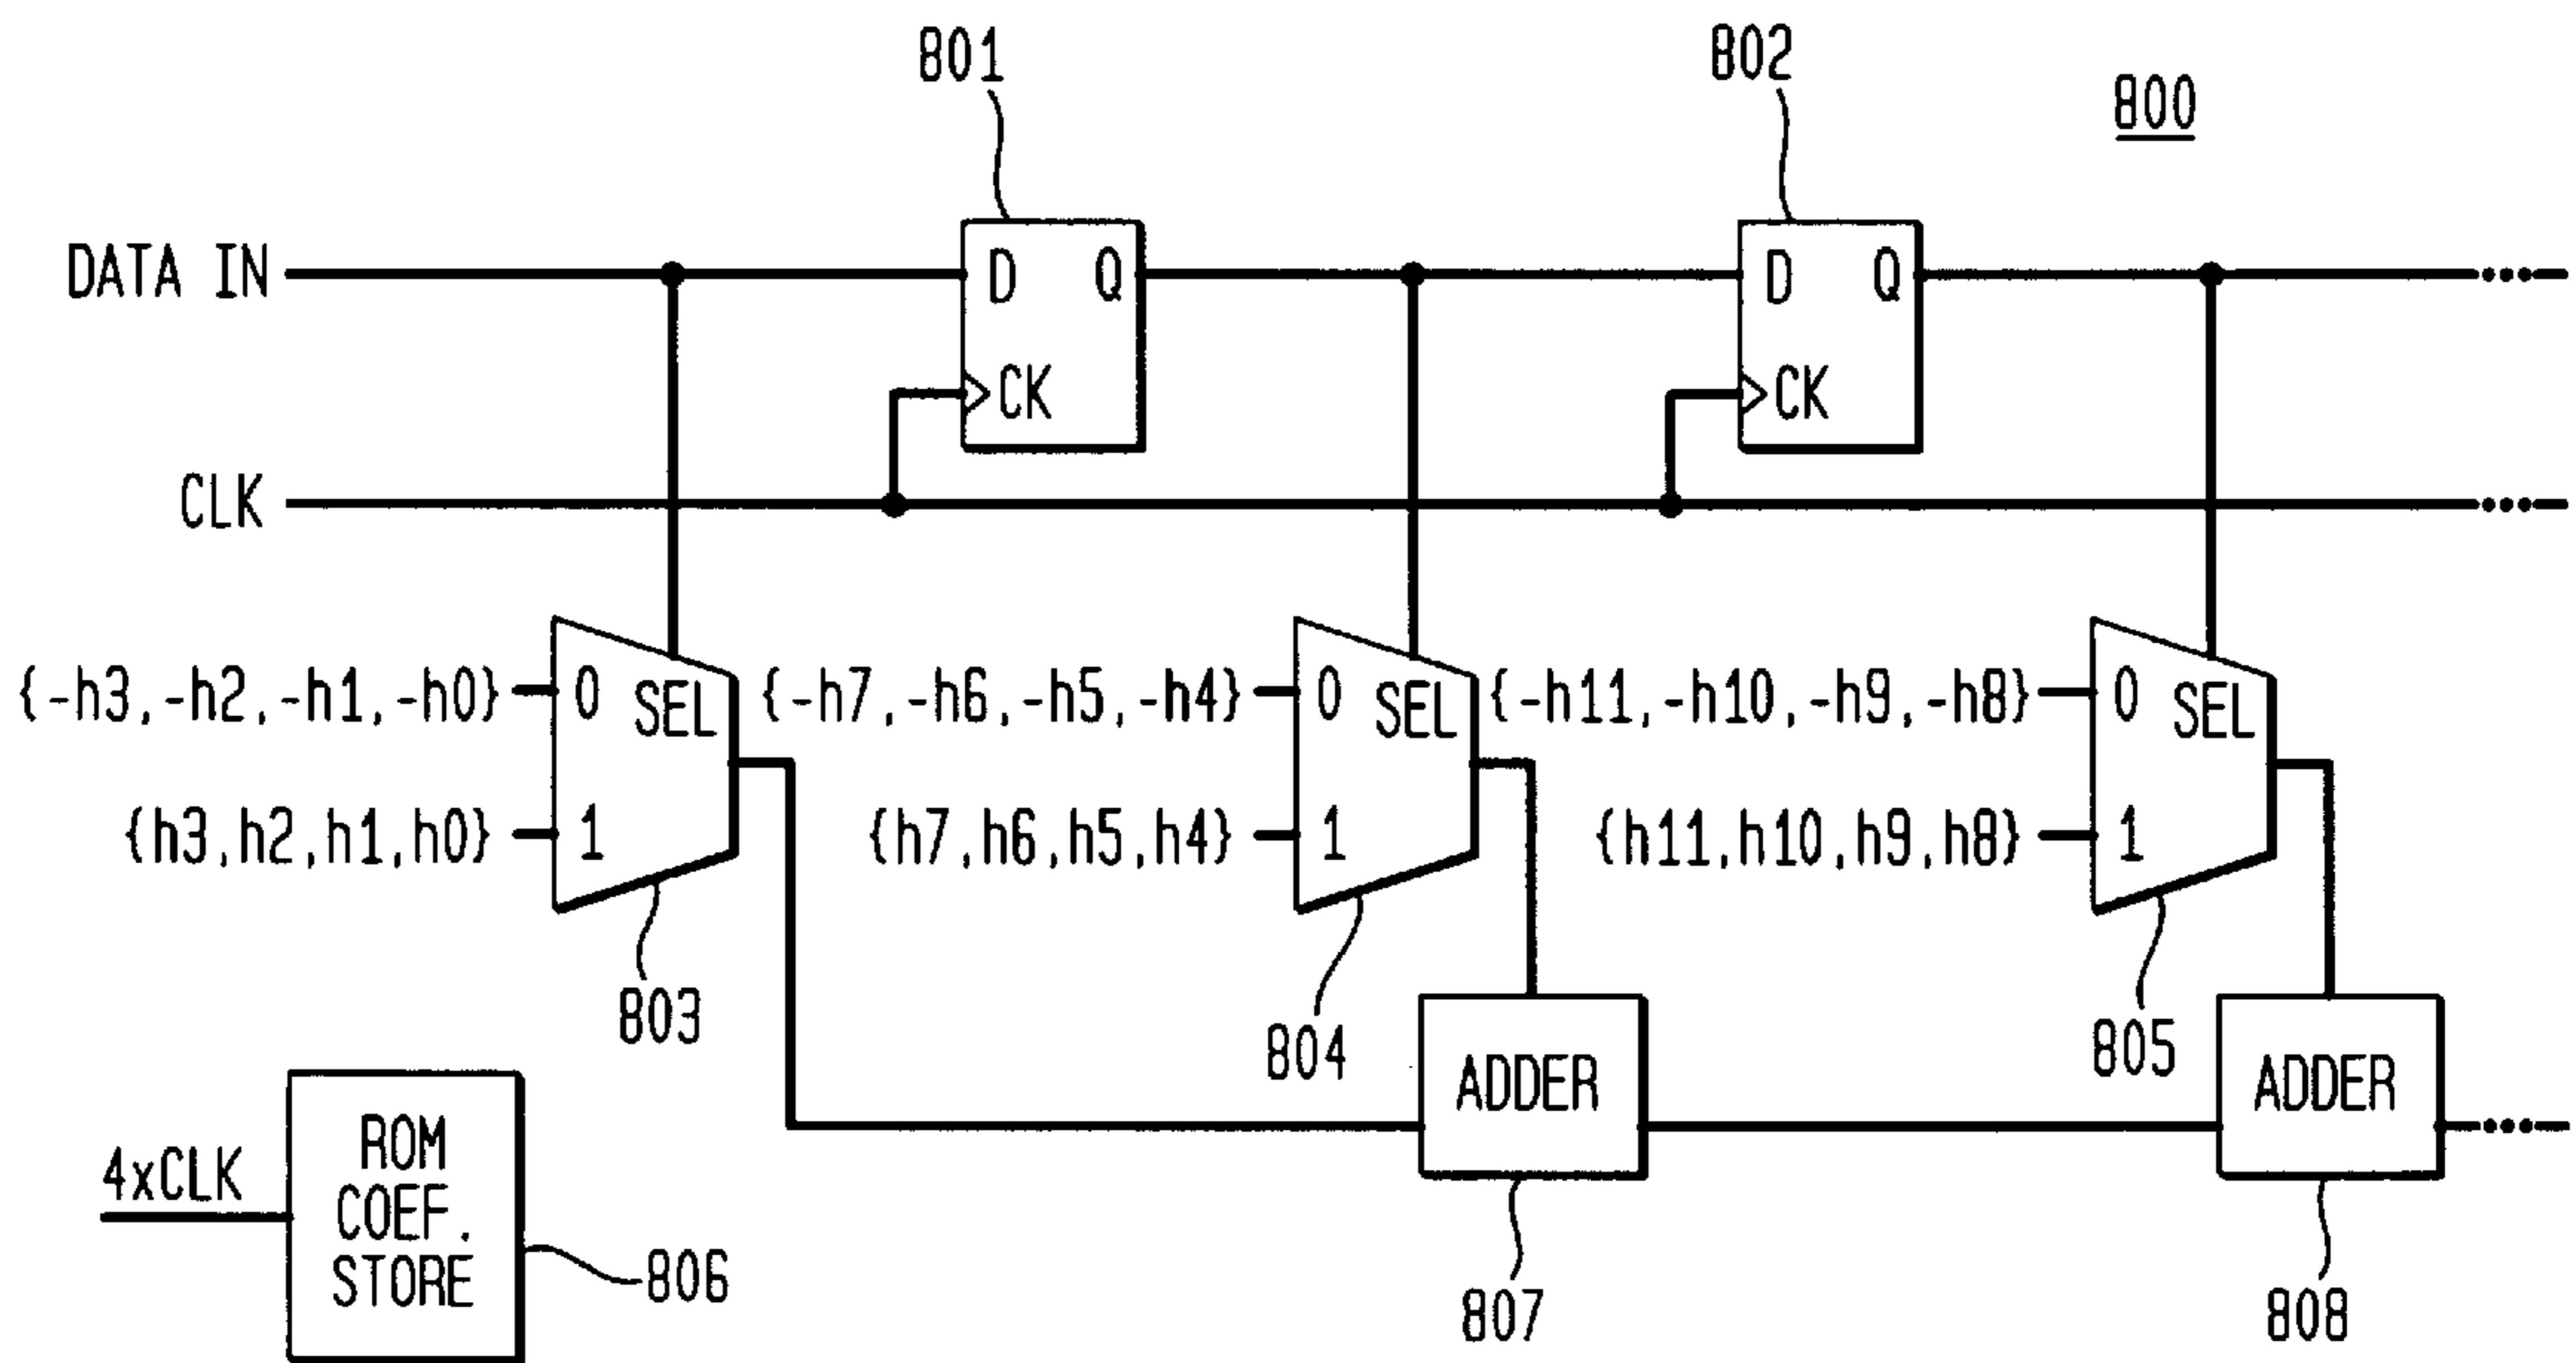 801
802
800
DATA IN
D Q
CK
D Q
CK
CLK
{-h3,-h2,-h1,-h0}
0 SEL
{-h7,-h6,-h5,-h4}
0 SEL
{-h11,-h10,-h9,-h8}
0 SEL
{h3,h2,h1,h0}
1
{h7,h6,h5,h4}
1
{h11,h10,h9,h8}
1
803
804
805
ADDER
ADDER
4xCLK
ROM
COEF.
STORE
806
807
808